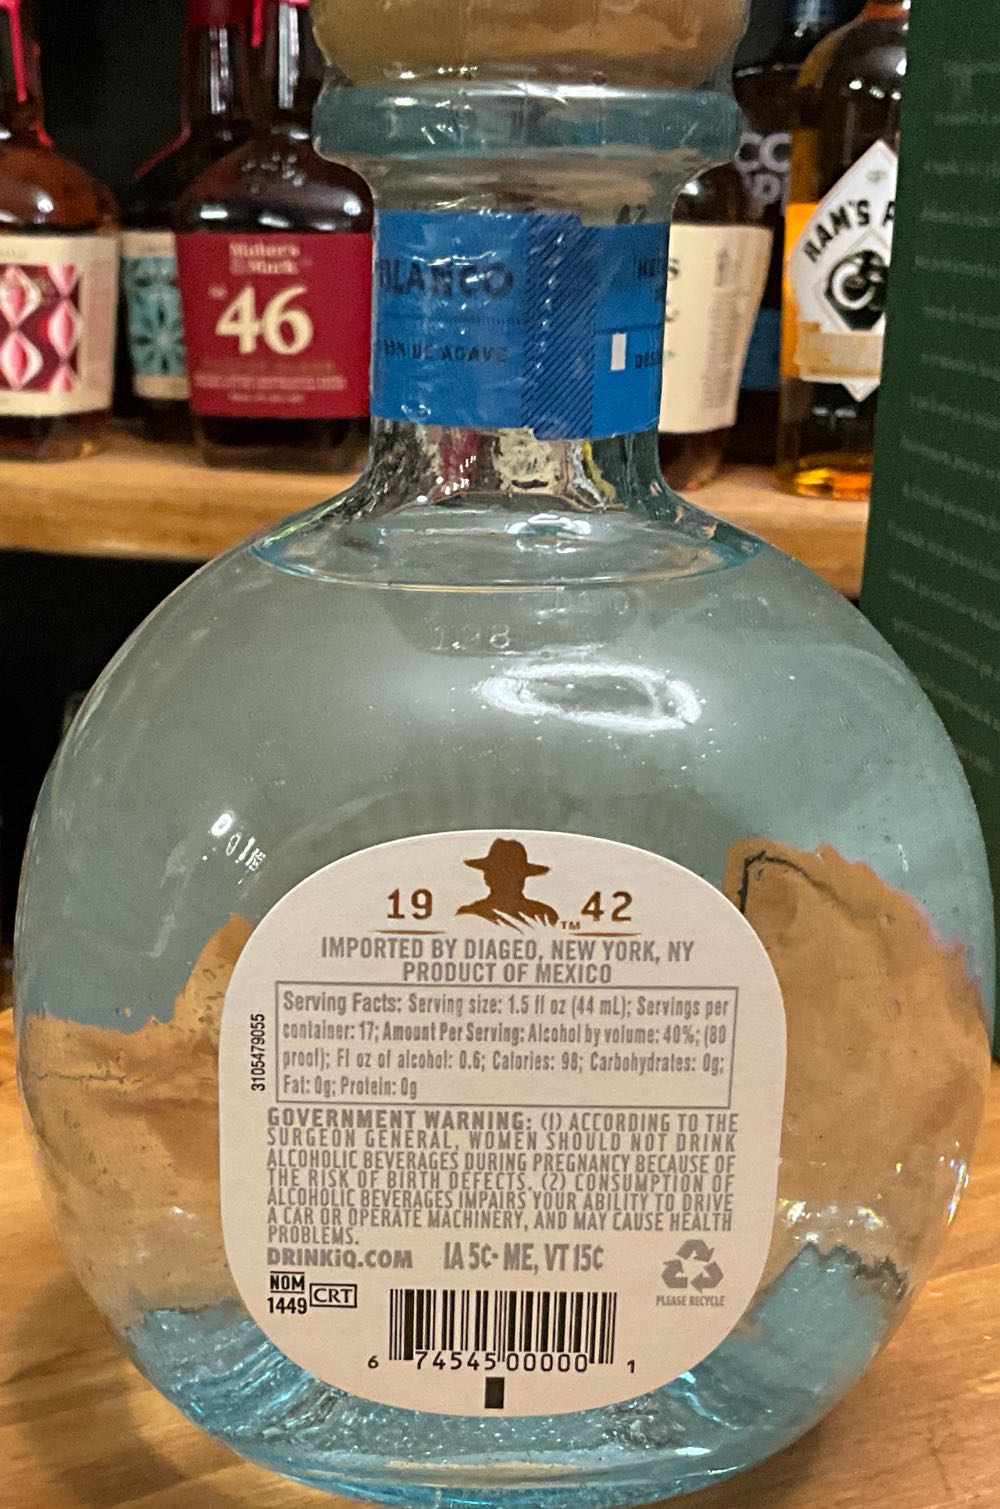 Maker's
Mark
46
BLANCO
AGAVE
19 42
TM
IMPORTED BY DIAGEO, NEW YORK, NY
PRODUCT OF MEXICO
Serving Facts: Serving size: 1.5 fl oz (44 mL); Servings per
container: 17; Amount Per Serving: Alcohol by volume: 40%; (80
proof); Fl oz of alcohol: 0.6; Calories: 98; Carbohydrates: 0g;
Fat: 0g; Protein: 0g
3105479055
GOVERNMENT WARNING: (1) ACCORDING TO THE
SURGEON GENERAL, WOMEN SHOULD NOT DRINK
ALCOHOLIC BEVERAGES DURING PREGNANCY BECAUSE OF
THE RISK OF BIRTH DEFECTS. (2) CONSUMPTION OF
ALCOHOLIC BEVERAGES IMPAIRS YOUR ABILITY TO DRIVE
A CAR OR OPERATE MACHINERY, AND MAY CAUSE HEALTH
PROBLEMS.
DRINKiQ.COM IA 5¢· ME, VT 15¢
NOM
1449 CRT
PLEASE RECYCLE
6 74545 00000 1